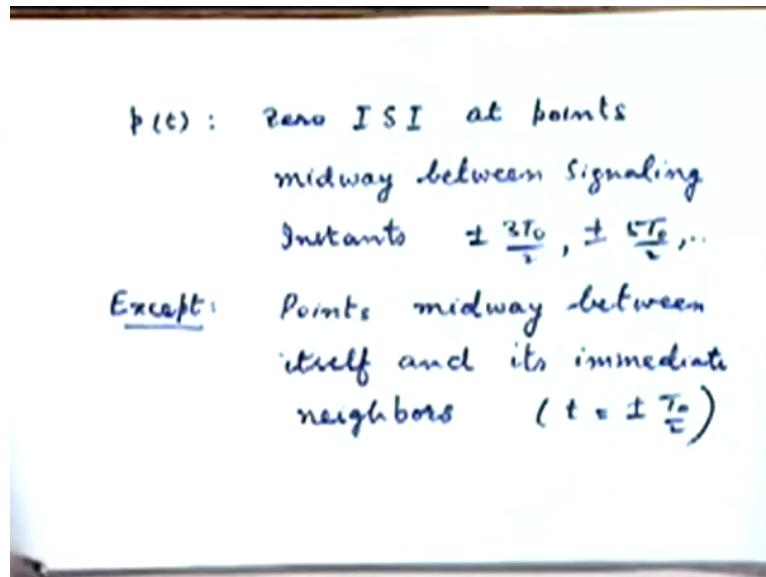 p(t) : Zero ISI at points
midway between Signaling
Instants ± 3T₀/2, ± 5T₀/2,..
Except: Points midway between
itself and its immediate
neighbors (t = ± T₀/2)